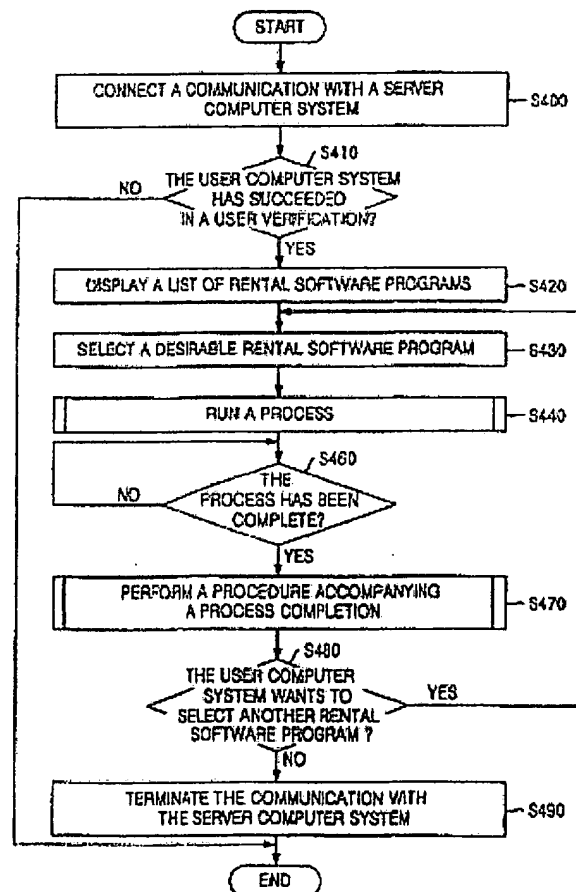 START
CONNECT A COMMUNICATION WITH A SERVER
COMPUTER SYSTEM
S400
S410
THE USER COMPUTER SYSTEM
HAS SUCCEEDED
IN A USER VERIFICATION?
NO
YES
DISPLAY A LIST OF RENTAL SOFTWARE PROGRAMS
S420
SELECT A DESIRABLE RENTAL SOFTWARE PROGRAM
S430
RUN A PROCESS
S440
S460
THE
PROCESS HAS BEEN
COMPLETE?
NO
YES
PERFORM A PROCEDURE ACCOMPANYING
A PROCESS COMPLETION
S470
S480
THE USER COMPUTER
SYSTEM WANTS TO
SELECT ANOTHER RENTAL
SOFTWARE PROGRAM ?
YES
NO
TERMINATE THE COMMUNICATION WITH
THE SERVER COMPUTER SYSTEM
S490
END